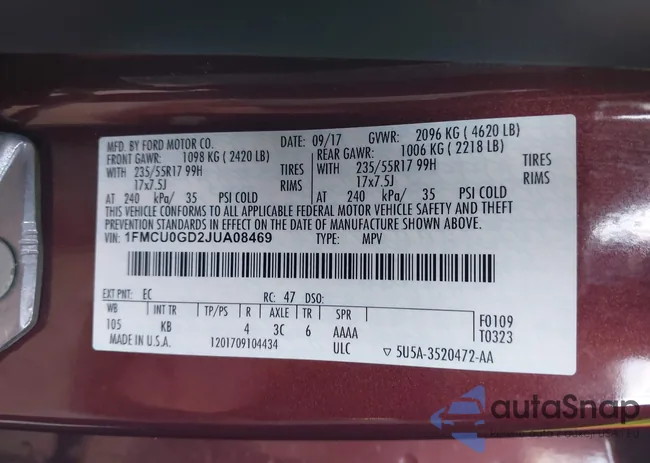 MFD. BY FORD MOTOR CO. DATE: 09/17 GVWR: 2096 KG ( 4620 LB)
FRONT GAWR: 1098 KG ( 2420 LB) REAR GAWR: 1006 KG ( 2218 LB)
WITH 235/55R17 99H TIRES WITH 235/55R17 99H TIRES
17x7.5J RIMS 17x7.5J RIMS
AT 240 kPa/ 35 PSI COLD AT 240 kPa/ 35 PSI COLD
THIS VEHICLE CONFORMS TO ALL APPLICABLE FEDERAL MOTOR VEHICLE SAFETY AND THEFT
PREVENTION STANDARDS IN EFFECT ON THE DATE OF MANUFACTURE SHOWN ABOVE.
VIN: 1FMCU0GD2JUA08469 TYPE: MPV
EXT PNT: EC RC: 47 DSO:
WB INT TR TP/PS R AXLE TR SPR F0109
105 KB 4 3C 6 AAAA T0323
MADE IN U.S.A. 1201709104434 ULC ▽ 5U5A-3520472-AA
autoSnap